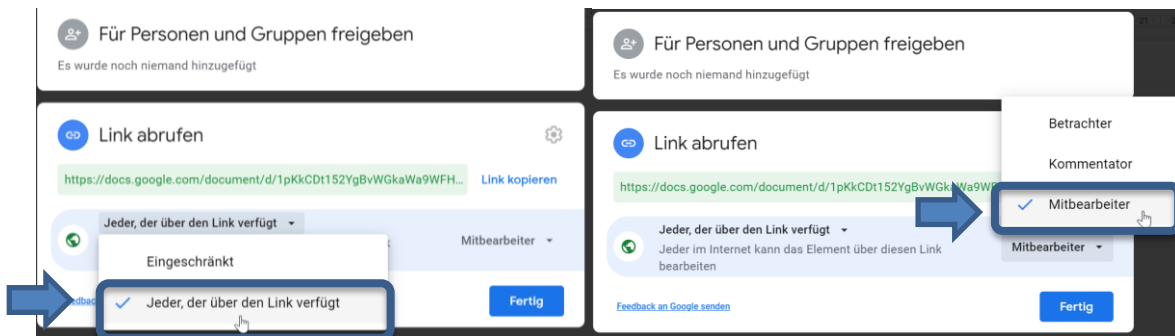 Für Personen und Gruppen freigeben
Es wurde noch niemand hinzugefügt
Link abrufen
https://docs.google.com/document/d/1pKkCDt152YgBvWGkaWa9WFH...
Link kopieren
Jeder, der über den Link verfügt
Mitbearbeiter
Eingeschränkt
Jeder, der über den Link verfügt
Fertig
Für Personen und Gruppen freigeben
Es wurde noch niemand hinzugefügt
Link abrufen
https://docs.google.com/document/d/1pKkCDt152YgBvWGkaWa9W
Betrachter
Kommentator
Mitbearbeiter
Jeder, der über den Link verfügt
Jeder im Internet kann das Element über diesen Link
bearbeiten
Mitbearbeiter
Feedback an Google senden
Fertig